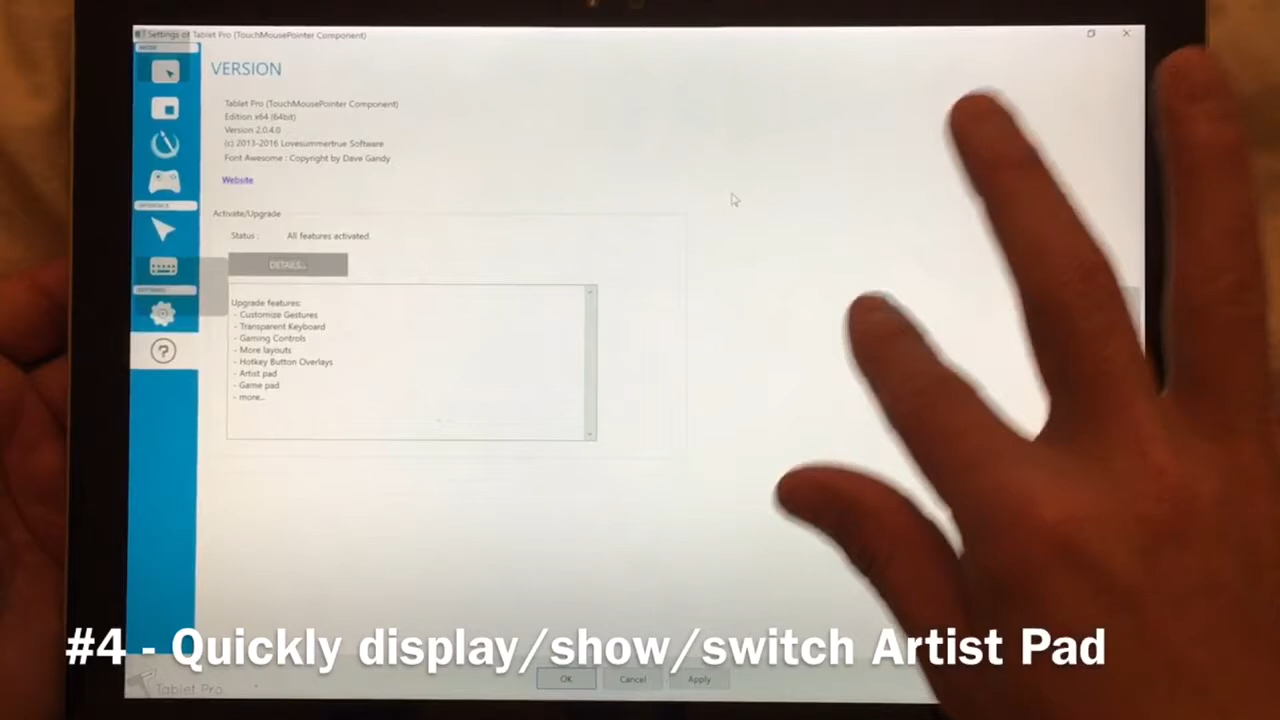 Settings of Tablet Pro (TouchMousePointer Component)
MODE
VERSION
Tablet Pro (TouchMousePointer Component)
Edition x64 (64bit)
Version 2.0.4.0
(c) 2013-2016 Lovesummertrue Software
Font Awesome : Copyright by Dave Gandy
Website
Activate/Upgrade
Status : All features activated.
DETAILS..
Upgrade features:
- Customize Gestures
- Transparent Keyboard
- Gaming Controls
- More layouts
- Hotkey Button Overlays
- Artist pad
- Game pad
- more..
#4 - Quickly display/show/switch Artist Pad
OK Cancel Apply
Tablet Pro